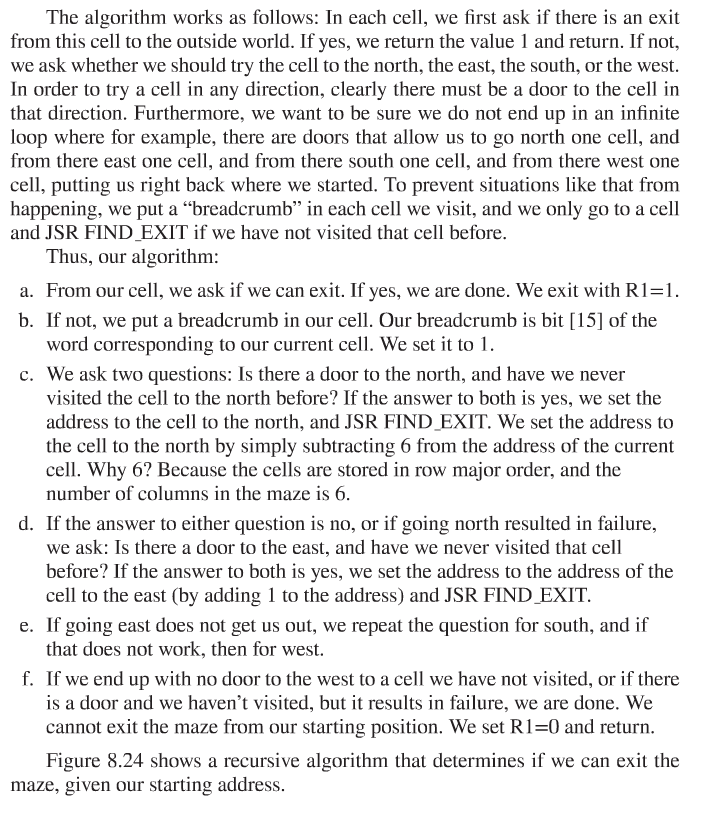 The algorithm works as follows: In each cell, we first ask if there is an exit
from this cell to the outside world. If yes, we return the value 1 and return. If not,
we ask whether we should try the cell to the north, the east, the south, or the west.
In order to try a cell in any direction, clearly there must be a door to the cell in
that direction. Furthermore, we want to be sure we do not end up in an infinite
loop where for example, there are doors that allow us to go north one cell, and
from there east one cell, and from there south one cell, and from there west one
cell, putting us right back where we started. To prevent situations like that from
happening, we put a “breadcrumb” in each cell we visit, and we only go to a cell
and JSR FIND_EXIT if we have not visited that cell before.
Thus, our algorithm:
a. From our cell, we ask if we can exit. If yes, we are done. We exit with R1=1.
b. If not, we put a breadcrumb in our cell. Our breadcrumb is bit [15] of the
word corresponding to our current cell. We set it to 1.
c. We ask two questions: Is there a door to the north, and have we never
visited the cell to the north before? If the answer to both is yes, we set the
address to the cell to the north, and JSR FIND_EXIT. We set the address to
the cell to the north by simply subtracting 6 from the address of the current
cell. Why 6? Because the cells are stored in row major order, and the
number of columns in the maze is 6.
d. If the answer to either question is no, or if going north resulted in failure,
we ask: Is there a door to the east, and have we never visited that cell
before? If the answer to both is yes, we set the address to the address of the
cell to the east (by adding 1 to the address) and JSR FIND_EXIT.
e. If going east does not get us out, we repeat the question for south, and if
that does not work, then for west.
f. If we end up with no door to the west to a cell we have not visited, or if there
is a door and we haven’t visited, but it results in failure, we are done. We
cannot exit the maze from our starting position. We set R1=0 and return.
Figure 8.24 shows a recursive algorithm that determines if we can exit the
maze, given our starting address.